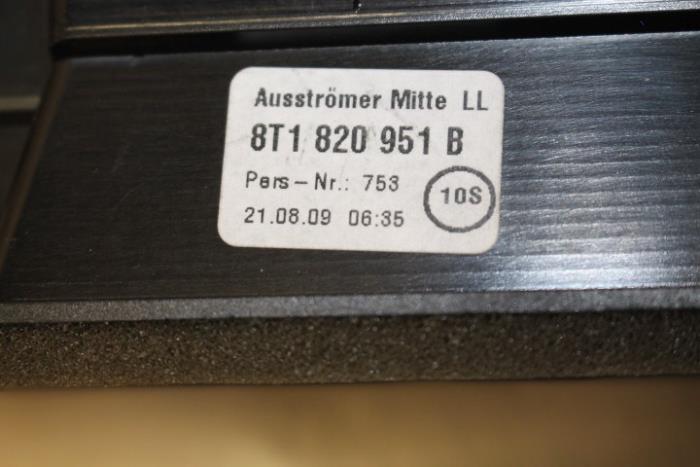 Ausströmer Mitte LL
8T1 820 951 B
Pers-Nr.: 753
10S
21.08.09 06:35